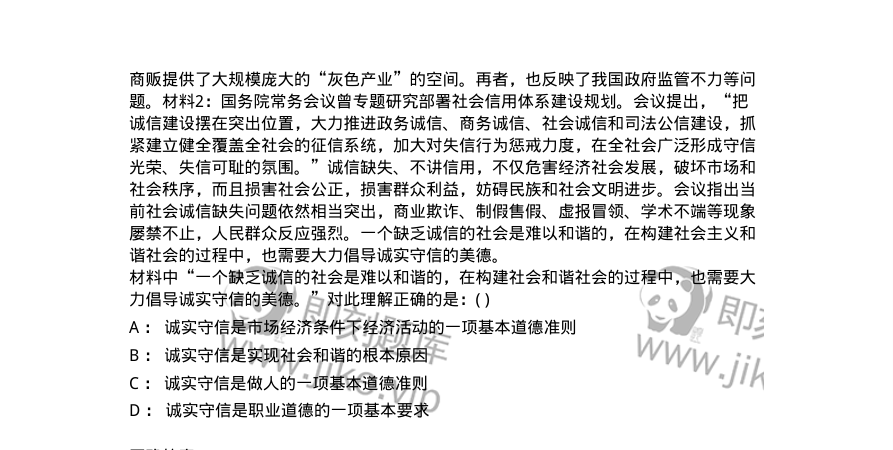 商贩提供了大规模庞大的“灰色产业”的空间。再者，也反映了我国政府监管不力等问
题。材料2：国务院常务会议曾专题研究部署社会信用体系建设规划。会议提出，“把
诚信建设摆在突出位置，大力推进政务诚信、商务诚信、社会诚信和司法公信建设，抓
紧建立健全覆盖全社会的征信系统，加大对失信行为惩戒力度，在全社会广泛形成守信
光荣、失信可耻的氛围。”诚信缺失、不讲信用，不仅危害经济社会发展，破坏市场和
社会秩序，而且损害社会公正，损害群众利益，妨碍民族和社会文明进步。会议指出当
前社会诚信缺失问题依然相当突出，商业欺诈、制假售假、虚报冒领、学术不端等现象
屡禁不止，人民群众反应强烈。一个缺乏诚信的社会是难以和谐的，在构建社会主义和
谐社会的过程中，也需要大力倡导诚实守信的美德。
材料中“一个缺乏诚信的社会是难以和谐的，在构建社会和谐社会的过程中，也需要大
力倡导诚实守信的美德。”对此理解正确的是：( )
A ： 诚实守信是市场经济条件下经济活动的一项基本道德准则
B ： 诚实守信是实现社会和谐的根本原因
C ： 诚实守信是做人的一项基本道德准则
D ： 诚实守信是职业道德的一项基本要求
即刻题库
www.jike.vip
即刻
www.jik